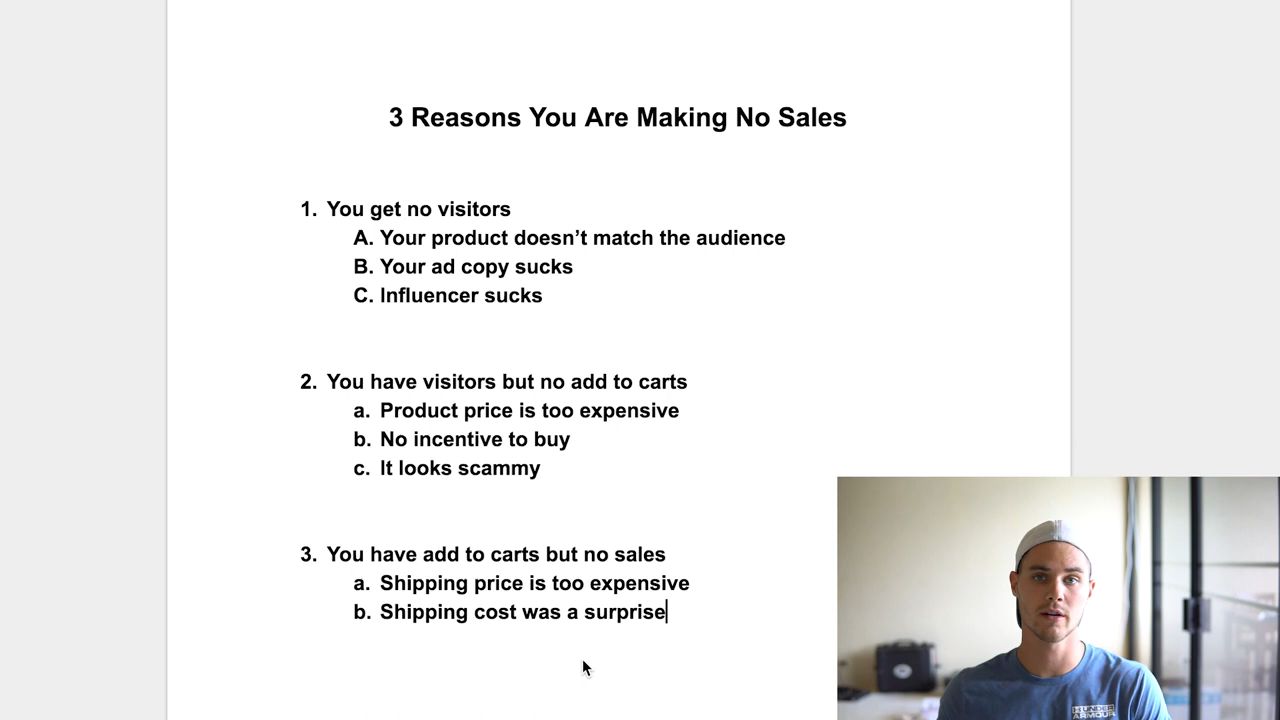 3 Reasons You Are Making No Sales
1. You get no visitors
A. Your product doesn’t match the audience
B. Your ad copy sucks
C. Influencer sucks
2. You have visitors but no add to carts
a. Product price is too expensive
b. No incentive to buy
c. It looks scammy
3. You have add to carts but no sales
a. Shipping price is too expensive
b. Shipping cost was a surprise
UNDER
ARMOUR